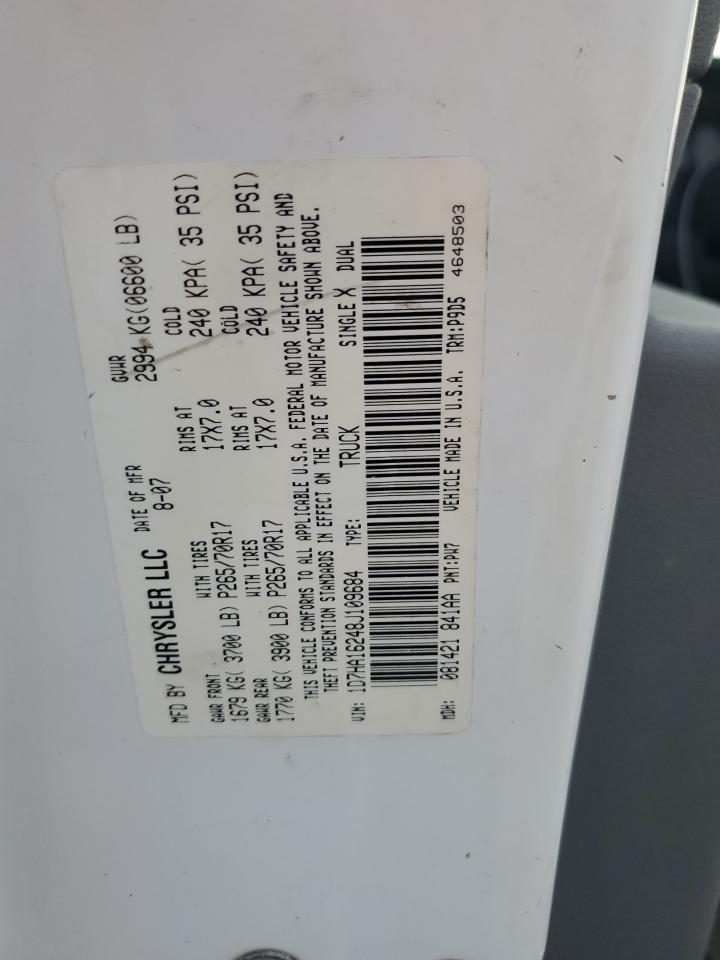 MFD BY CHRYSLER LLC DATE OF MFR 8-07 GVWR 2994 KG(06600 LB)
GAWR FRONT WITH TIRES RIMS AT COLD
1679 KG( 3700 LB) P265/70R17 17X7.0 240 KPA( 35 PSI)
GAWR REAR WITH TIRES RIMS AT COLD
1770 KG( 3900 LB) P265/70R17 17X7.0 240 KPA( 35 PSI)
THIS VEHICLE CONFORMS TO ALL APPLICABLE U.S.A. FEDERAL MOTOR VEHICLE SAFETY AND
THEFT PREVENTION STANDARDS IN EFFECT ON THE DATE OF MANUFACTURE SHOWN ABOVE.
VIN: 1D7HA16248J109684 TYPE: TRUCK SINGLE X DUAL
MDH: 081421 841AA PNT:PW7 VEHICLE MADE IN U.S.A. TRM:P9D5 4648503